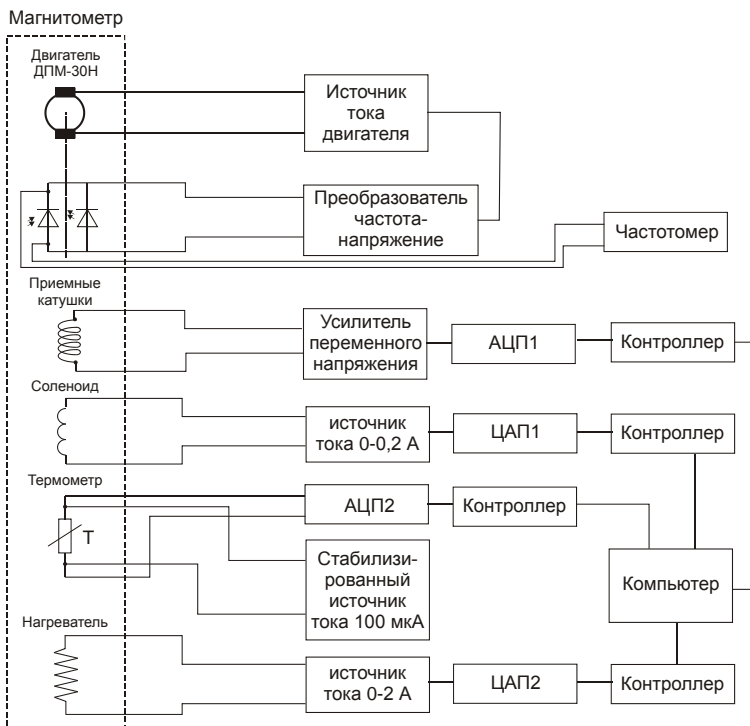 Магнитометр
Двигатель
ДПМ-30Н
Источник
тока
двигателя
Преобразователь
частота-
напряжение
Частотомер
Приемные
катушки
Усилитель
переменного
напряжения
АЦП1
Контроллер
Соленоид
источник
тока 0-0,2 А
ЦАП1
Контроллер
Термометр
Т
АЦП2
Контроллер
Стабилизи-
рованный
источник
тока 100 мкА
Компьютер
Нагреватель
источник
тока 0-2 А
ЦАП2
Контроллер